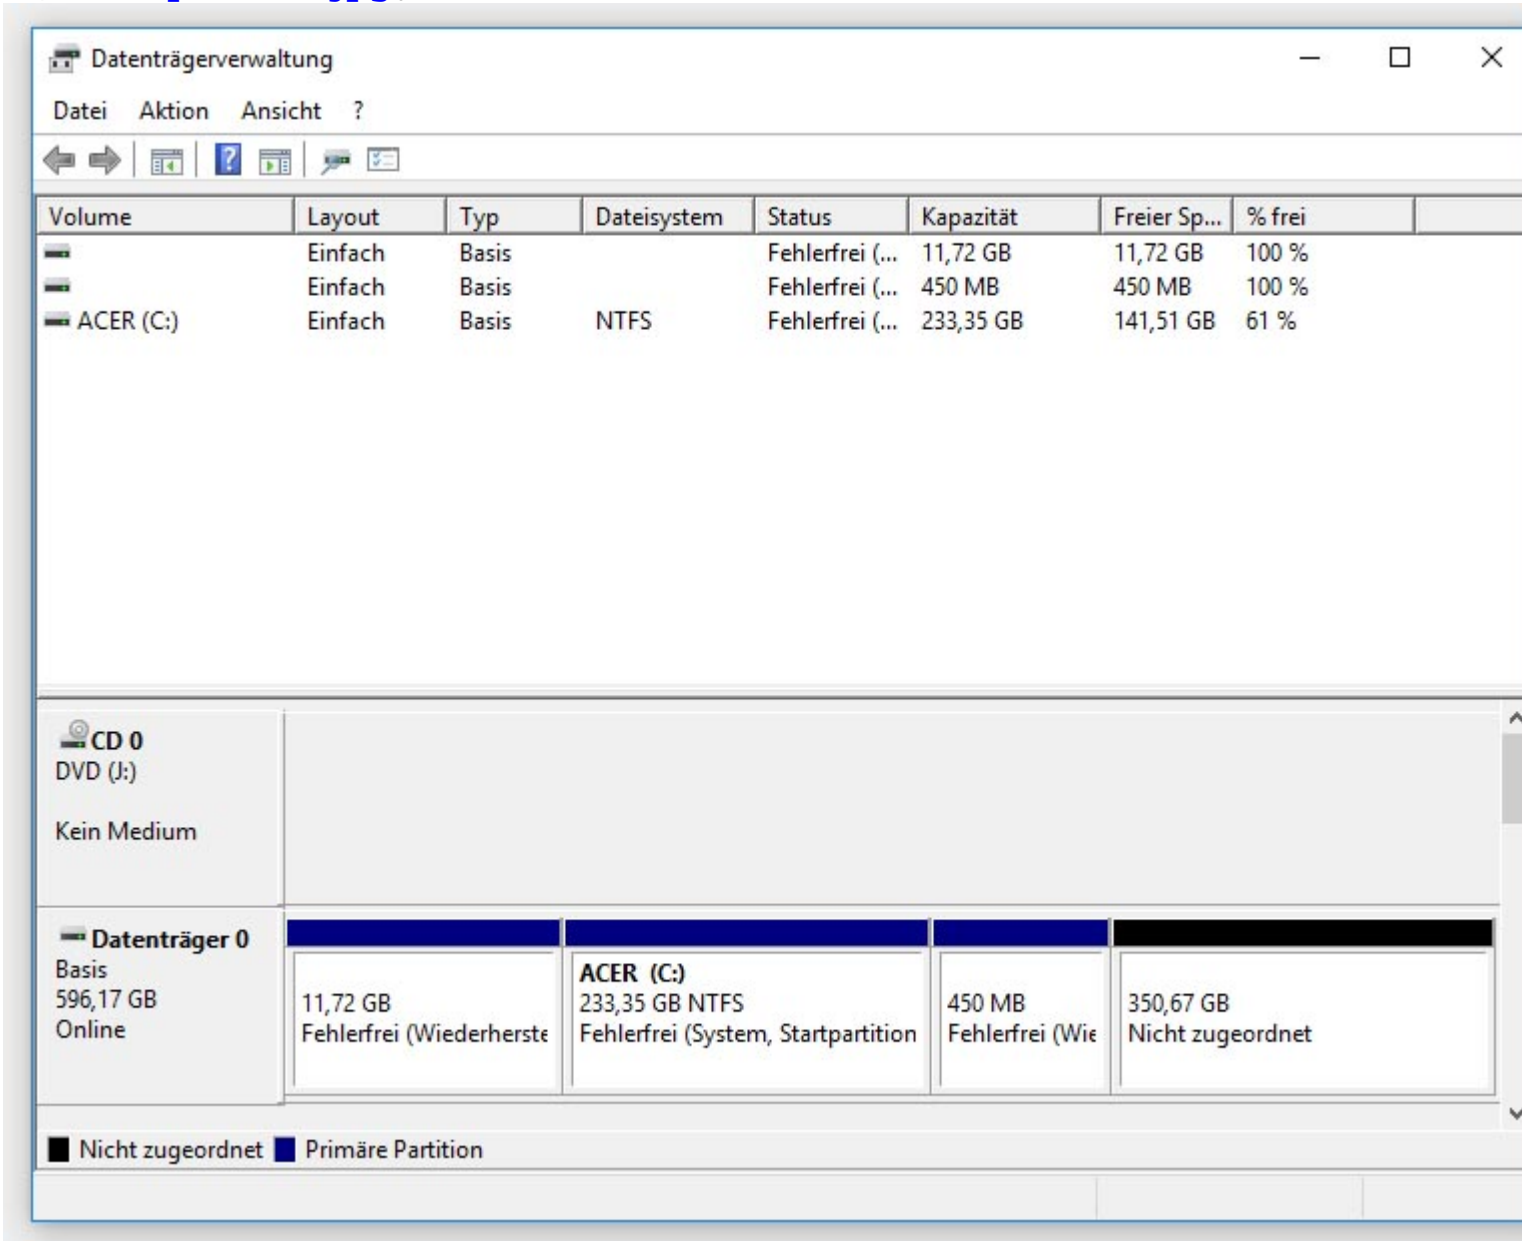 Datenträgerverwaltung
Datei Aktion Ansicht ?
Volume Layout Typ Dateisystem Status Kapazität Freier Sp... % frei
Einfach Basis Fehlerfrei (... 11,72 GB 11,72 GB 100 %
Einfach Basis Fehlerfrei (... 450 MB 450 MB 100 %
ACER (C:) Einfach Basis NTFS Fehlerfrei (... 233,35 GB 141,51 GB 61 %
CD 0
DVD (J:)
Kein Medium
Datenträger 0
Basis
596,17 GB
Online
11,72 GB
Fehlerfrei (Wiederherste
ACER (C:)
233,35 GB NTFS
Fehlerfrei (System, Startpartition
450 MB
Fehlerfrei (Wie
350,67 GB
Nicht zugeordnet
Nicht zugeordnet Primäre Partition